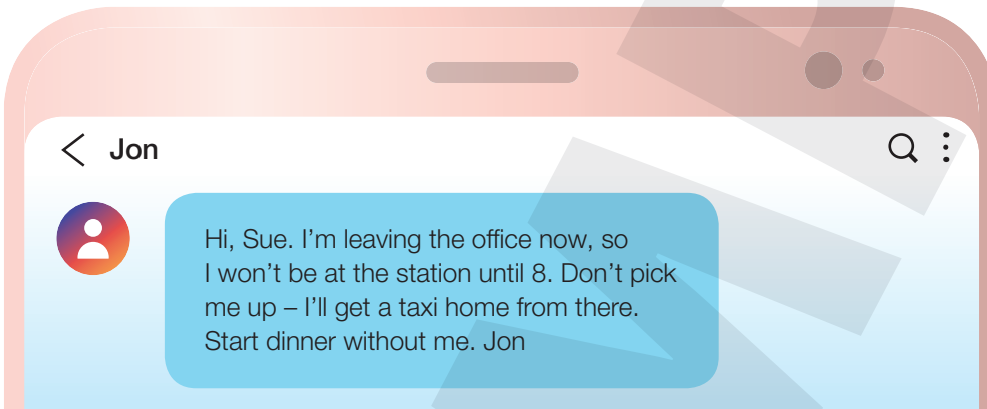 Jon
Hi, Sue. I'm leaving the office now, so
I won't be at the station until 8. Don't pick
me up – I'll get a taxi home from there.
Start dinner without me. Jon